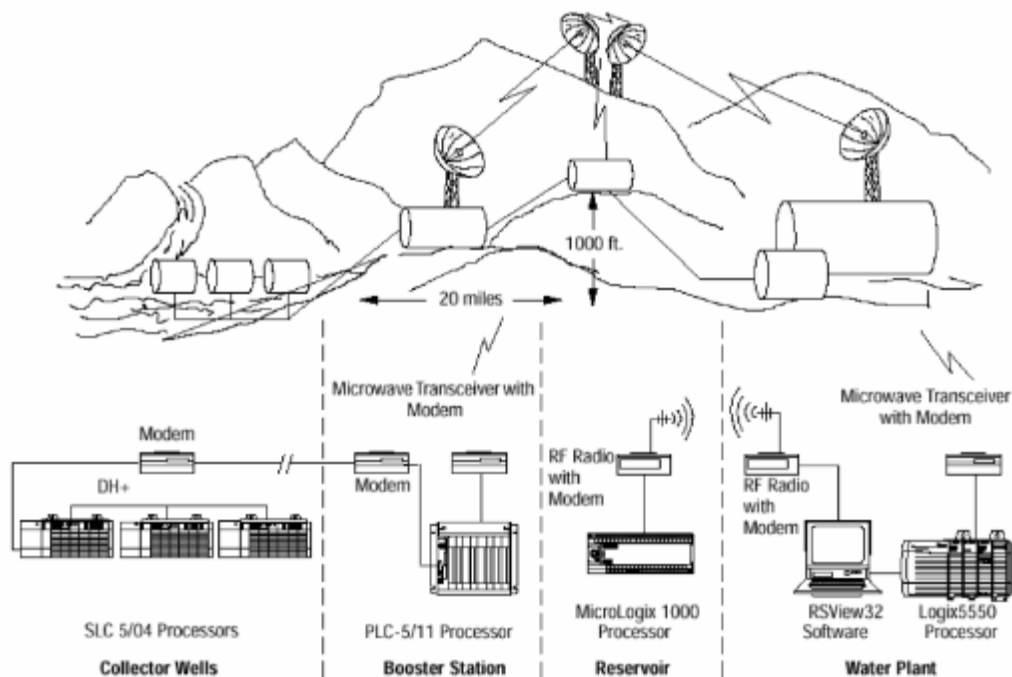 1000 ft.
20 miles
Microwave Transceiver with
Modem
Microwave Transceiver
with Modem
Modem
DH+
Modem
RF Radio
with
Modem
RF Radio
with
Modem
SLC 5/04 Processors
PLC-5/11 Processor
MicroLogix 1000
Processor
RSView32
Software
Logix5550
Processor
Collector Wells
Booster Station
Reservoir
Water Plant